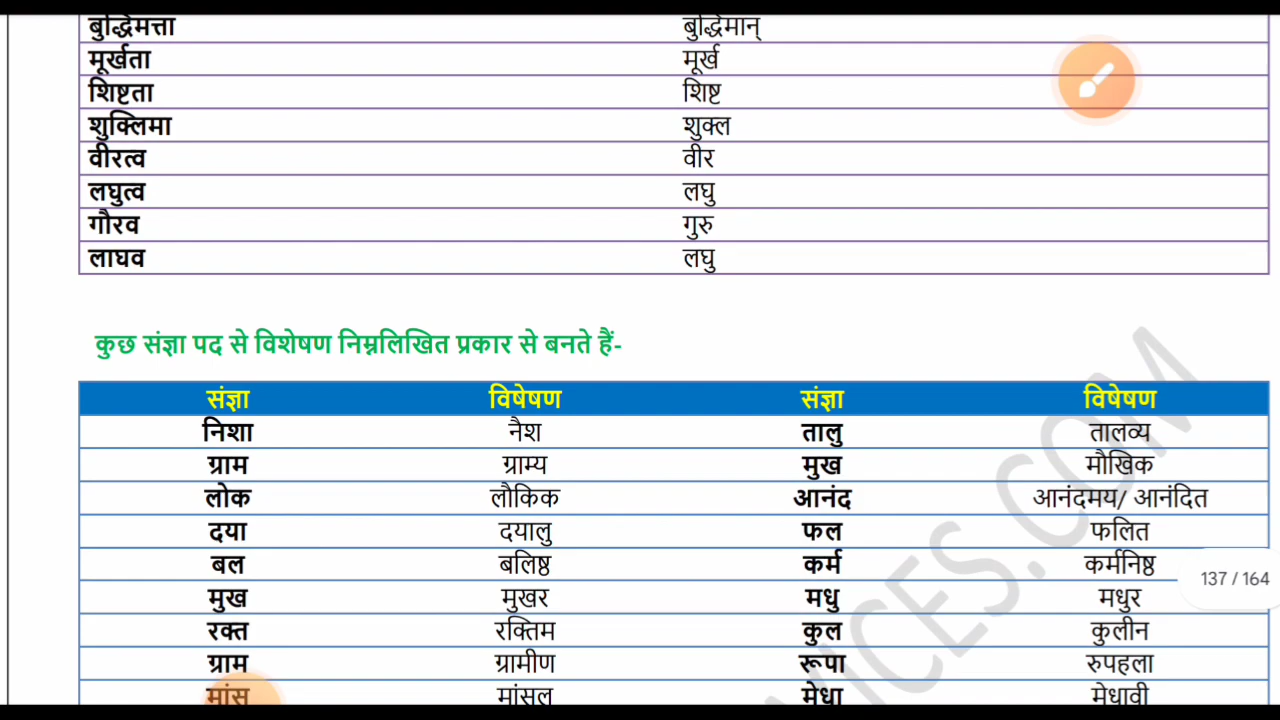 बुद्धिमत्ता बुद्धिमान्
मूर्खता मूर्ख
शिष्टता शिष्ट
शुक्लिमा शुक्ल
वीरत्व वीर
लघुत्व लघु
गौरव गुरु
लाघव लघु
कुछ संज्ञा पद से विशेषण निम्नलिखित प्रकार से बनते हैं-
संज्ञा विषेषण संज्ञा विषेषण
निशा नैश तालु तालव्य
ग्राम ग्राम्य मुख मौखिक
लोक लौकिक आनंद आनंदमय/ आनंदित
दया दयालु फल फलित
बल बलिष्ठ कर्म कर्मनिष्ठ
137 / 164
मुख मुखर मधु मधुर
रक्त रक्तिम कुल कुलीन
ग्राम ग्रामीण रूपा रुपहला
मांस मांसल मेधा मेधावी
VICES.COM